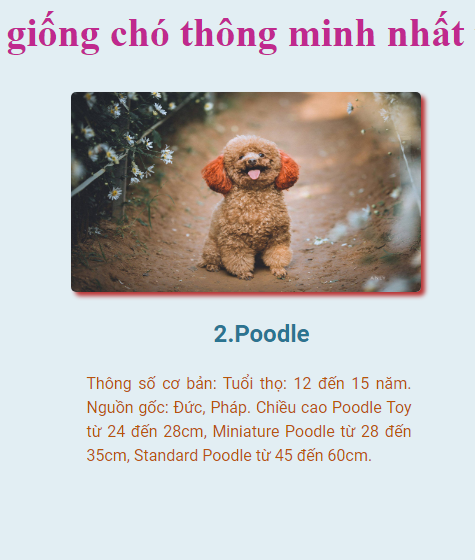 giống chó thông minh nhất
2.Poodle
Thông số cơ bản: Tuổi thọ: 12 đến 15 năm.
Nguồn gốc: Đức, Pháp. Chiều cao Poodle Toy
từ 24 đến 28cm, Miniature Poodle từ 28 đến
35cm, Standard Poodle từ 45 đến 60cm.